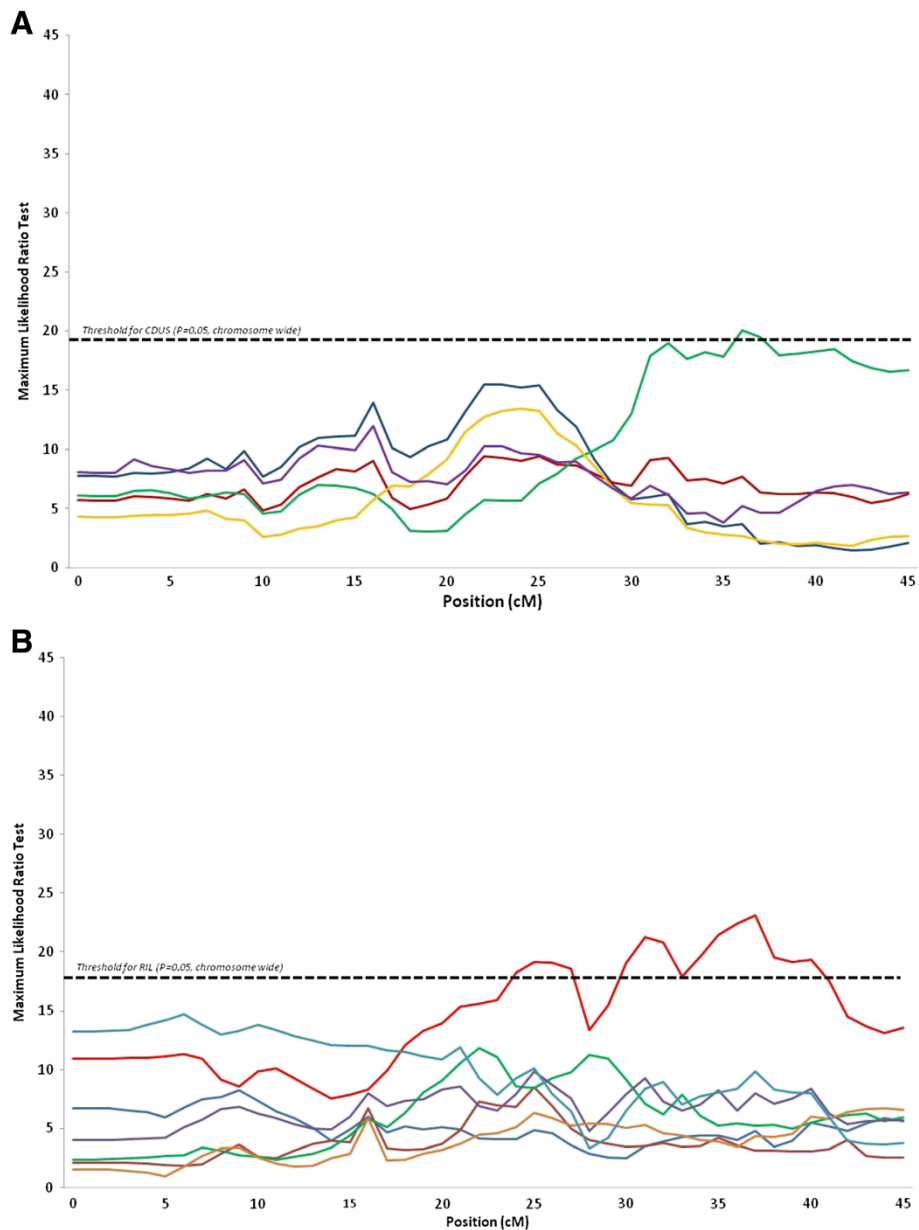 A
45
40
35
30
25
20
15
10
5
0
Maximum Likelihood Ratio Test
Threshold for CDUS (P=0.05, chromosome wide)
0 5 10 15 20 25 30 35 40 45
Position (cM)
B
45
40
35
30
25
20
15
10
5
0
Maximum Likelihood Ratio Test
Threshold for RIL (P=0.05, chromosome wide)
0 5 10 15 20 25 30 35 40 45
Position (cM)